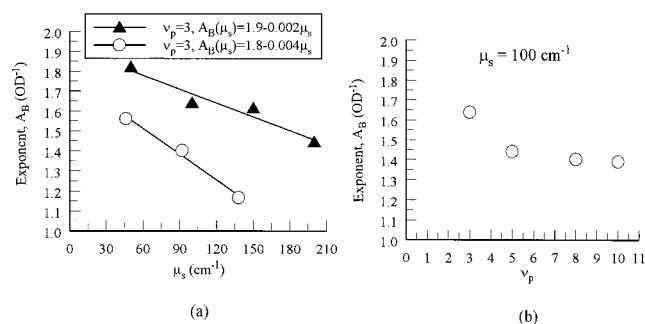 ν_p=3, A_B(μ_s)=1.9-0.002μ_s
ν_p=3, A_B(μ_s)=1.8-0.004μ_s
Exponent, A_B (OD⁻¹)
2.0
1.9
1.8
1.7
1.6
1.5
1.4
1.3
1.2
1.1
1.0
0 30 60 90 120 150 180 210
μ_s (cm⁻¹)
(a)
μ_s = 100 cm⁻¹
Exponent, A_B (OD⁻¹)
2.0
1.9
1.8
1.7
1.6
1.5
1.4
1.3
1.2
1.1
1.0
0 1 2 3 4 5 6 7 8 9 10 11
ν_p
(b)